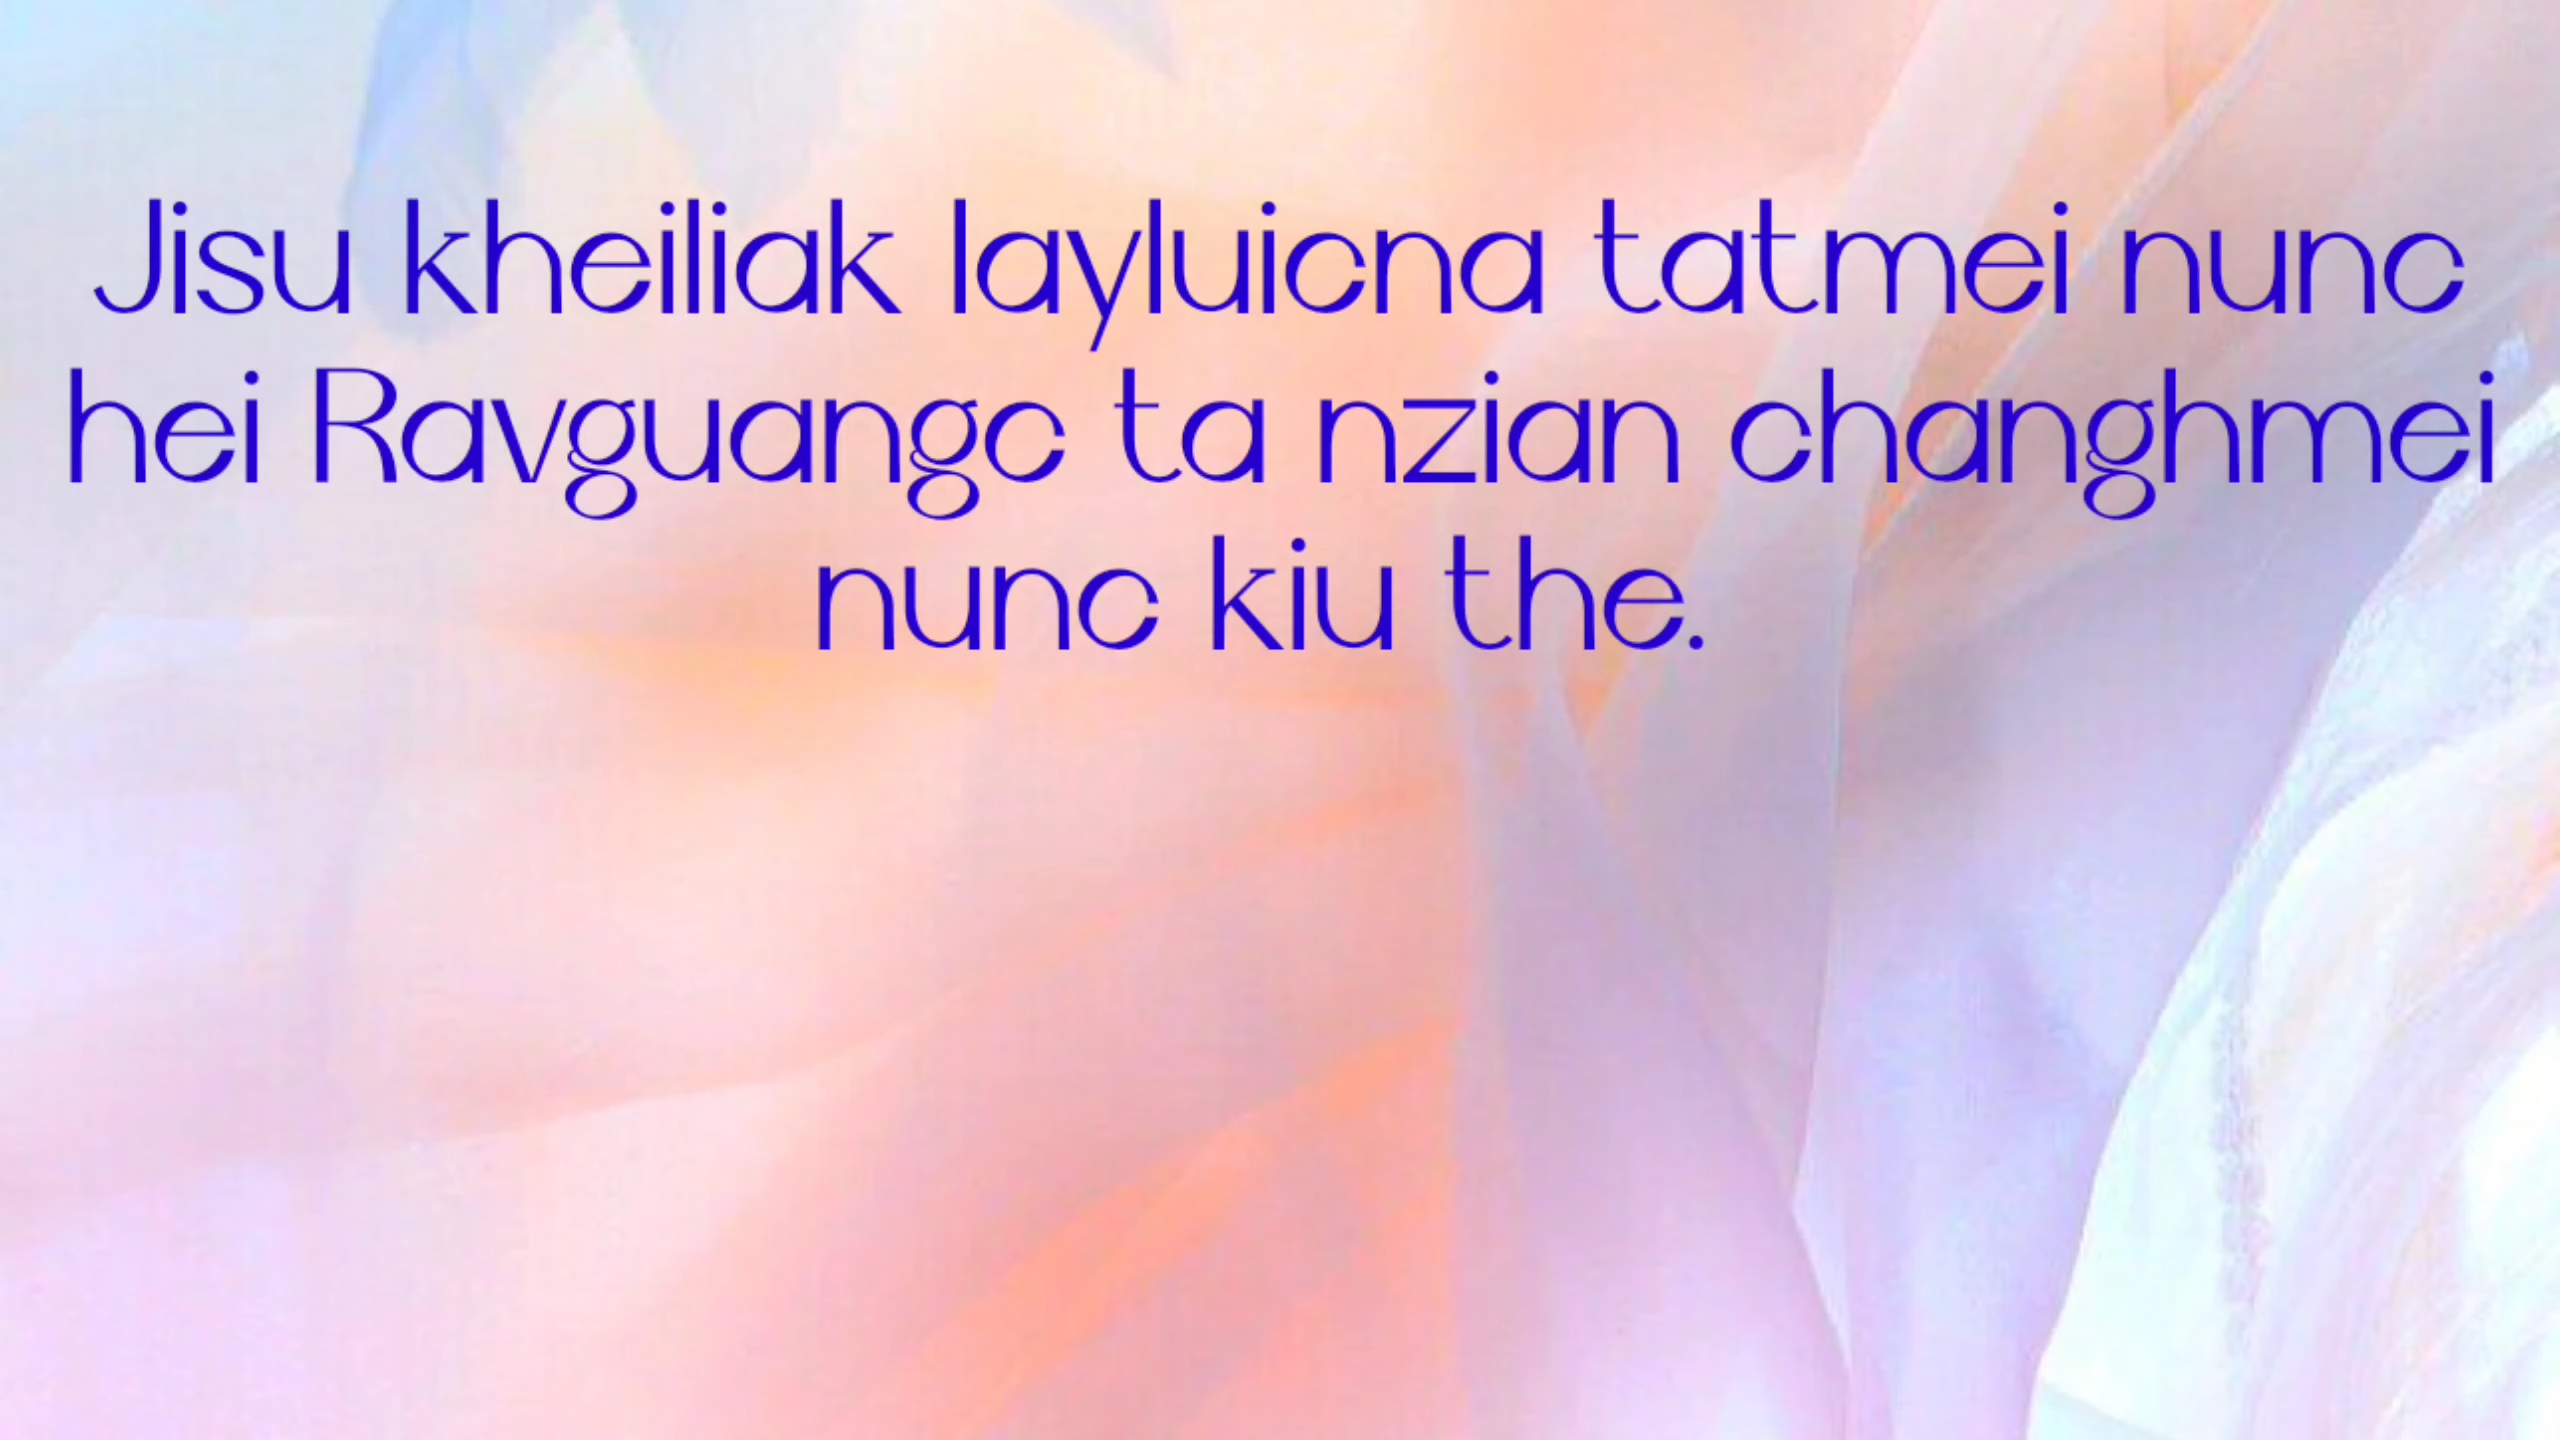 Jisu kheiliak layluicna tatmei nunc
hei Ravguangc ta nzian changhmei
nunc kiu the.